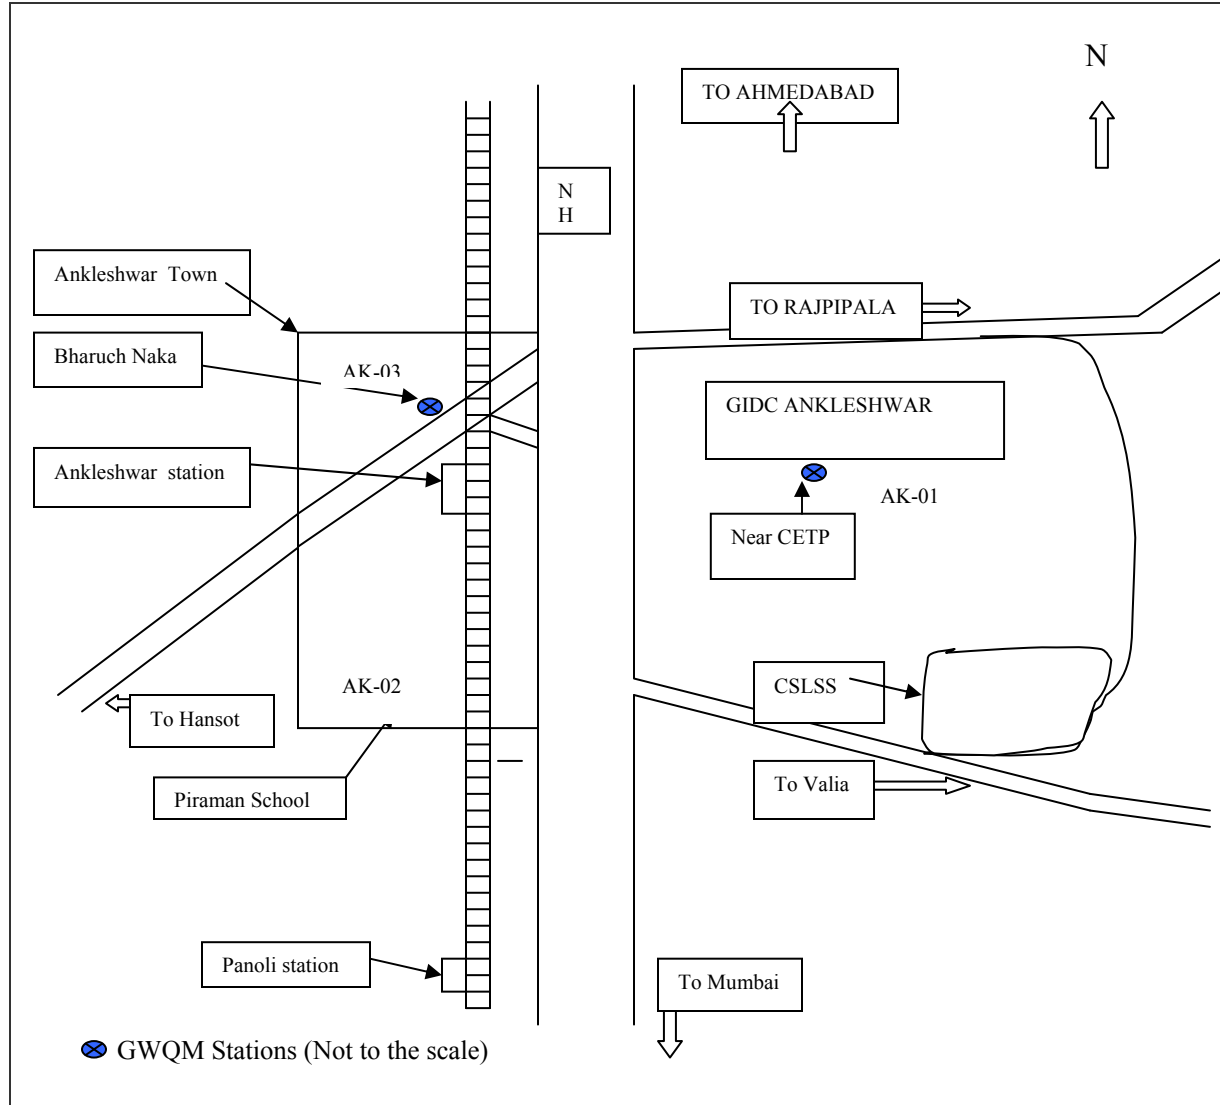 N
TO AHMEDABAD
N
H
Ankleshwar Town
TO RAJPIPALA
Bharuch Naka
AK-03
GIDC ANKLESHWAR
Ankleshwar station
AK-01
Near CETP
AK-02
CSLSS
To Hansot
To Valia
Piraman School
Panoli station
To Mumbai
GWQM Stations (Not to the scale)